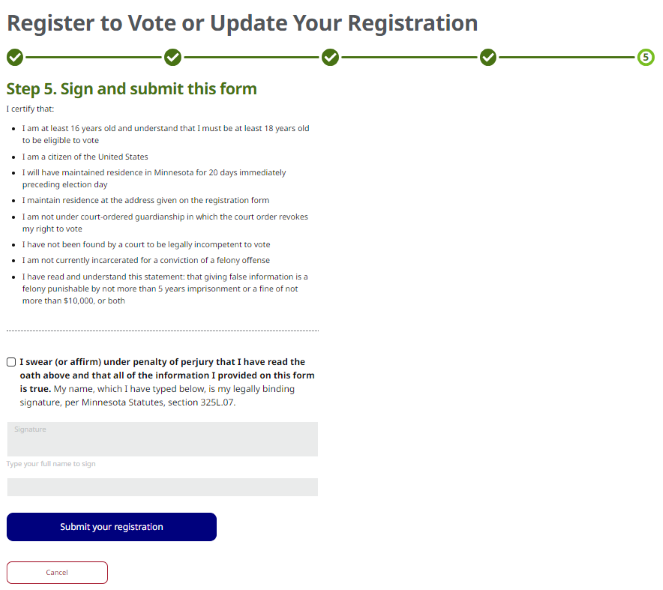 Register to Vote or Update Your Registration
5
Step 5. Sign and submit this form
I certify that:
I am at least 16 years old and understand that I must be at least 18 years old
to be eligible to vote
I am a citizen of the United States
I will have maintained residence in Minnesota for 20 days immediately
preceding election day
I maintain residence at the address given on the registration form
I am not under court-ordered guardianship in which the court order revokes
my right to vote
I have not been found by a court to be legally incompetent to vote
I am not currently incarcerated for a conviction of a felony offense
I have read and understand this statement: that giving false information is a
felony punishable by not more than 5 years imprisonment or a fine of not
more than $10,000, or both
I swear (or affirm) under penalty of perjury that I have read the
oath above and that all of the information I provided on this form
is true. My name, which I have typed below, is my legally binding
signature, per Minnesota Statutes, section 325L.07.
Signature
Type your full name to sign
Submit your registration
Cancel